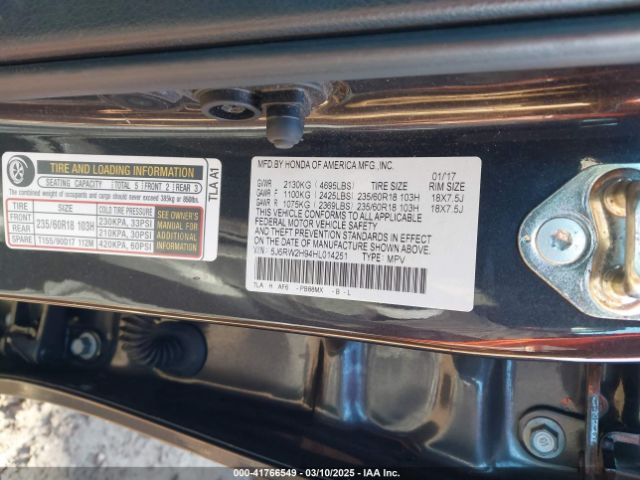 TIRE AND LOADING INFORMATION
SEATING CAPACITY TOTAL 5 FRONT 2 REAR 3
The combined weight of occupants and cargo should never exceed 385kg or 850lbs.
TIRE SIZE COLD TIRE PRESSURE
FRONT 235/60R18 103H 230KPA, 33PSI
REAR 210KPA, 30PSI
SPARE T155/90D17 112M 420KPA, 60PSI
SEE OWNER'S
MANUAL FOR
ADDITIONAL
INFORMATION
TLA A1
MFD. BY HONDA OF AMERICA MFG., INC. 01/17
GVWR 2130KG (4695LBS) TIRE SIZE RIM SIZE
GAWR F 1100KG (2425LBS) 235/60R18 103H 18X7.5J
GAWR R 1075KG (2369LBS) 235/60R18 103H 18X7.5J
THIS VEHICLE CONFORMS TO ALL APPLICABLE
FEDERAL MOTOR VEHICLE SAFETY
AND THEFT PREVENTION STANDARDS IN EFFECT
ON THE DATE OF MANUFACTURE SHOWN ABOVE.
VIN: 5J6RW2H94HL014251 TYPE: MPV
TLA H AF6 -PB88MX -B-L
00-41766549 — 03/10/2025 — IAA Inc.